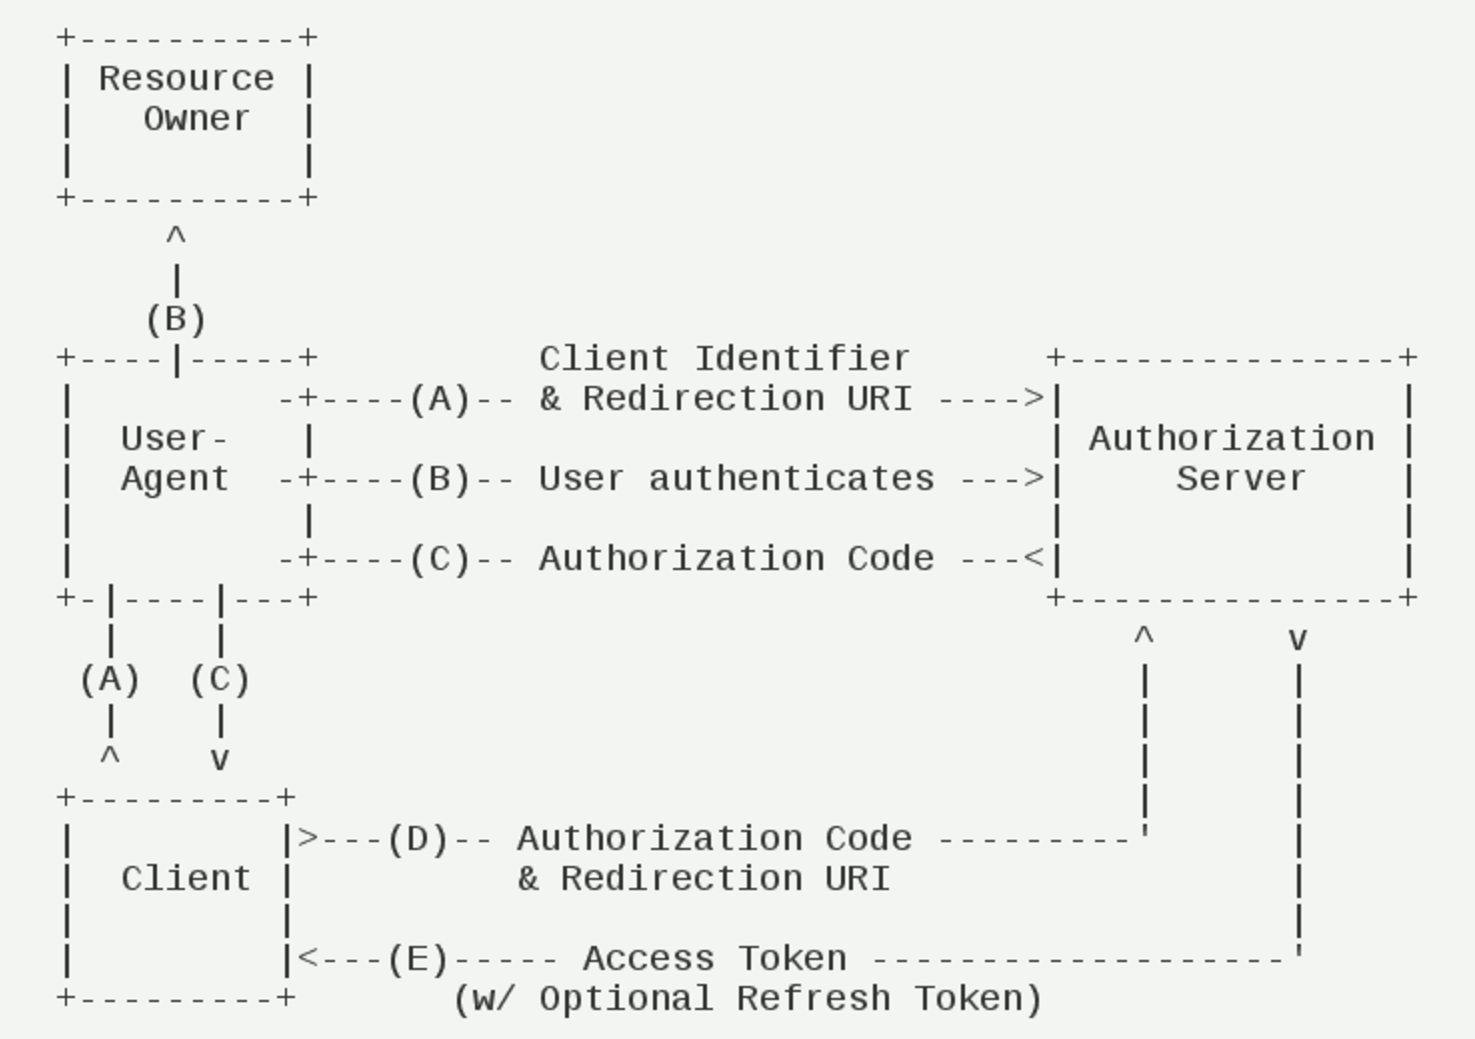 +----------+
| Resource |
|   Owner  |
|          |
+----------+
     ^
     |
    (B)
+----|-----+          Client Identifier      +---------------+
|         -+----(A)-- & Redirection URI ---->|               |
|  User-   |                                 | Authorization |
|  Agent  -+----(B)-- User authenticates --->|     Server    |
|          |                                 |               |
|         -+----(C)-- Authorization Code ---<|               |
+-|----|---+                                 +---------------+
  |    |                                         ^      v
 (A)  (C)                                        |      |
  |    |                                         |      |
  ^    v                                         |      |
+---------+                                      |      |
|         |>---(D)-- Authorization Code ---------'      |
|  Client |          & Redirection URI                  |
|         |                                             |
|         |<---(E)----- Access Token -------------------'
+---------+       (w/ Optional Refresh Token)